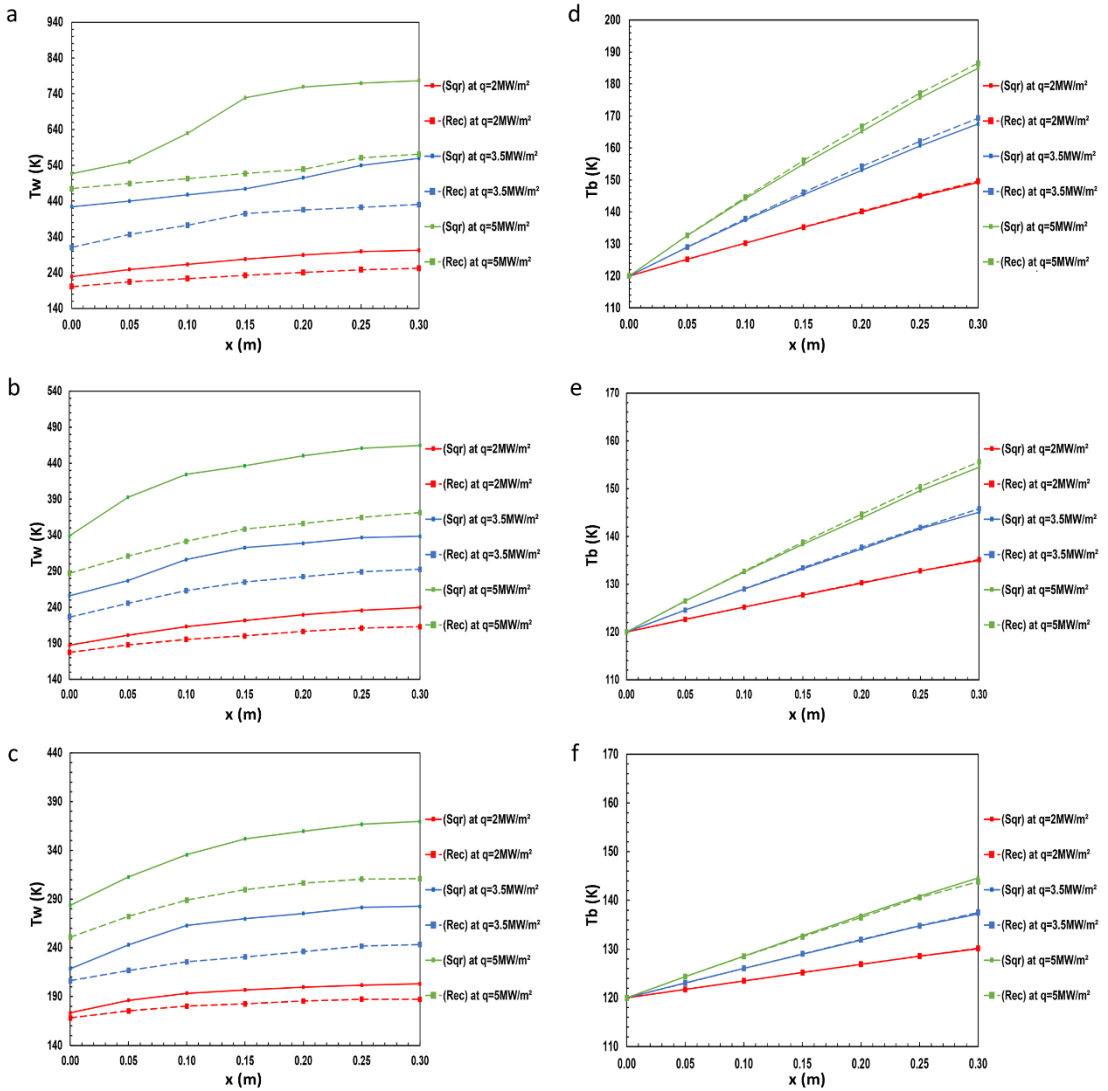 a
Tw (K)
940
840
740
640
540
440
340
240
140
0.00 0.05 0.10 0.15 0.20 0.25 0.30
x (m)
(Sqr) at q=2MW/m²
(Rec) at q=2MW/m²
(Sqr) at q=3.5MW/m²
(Rec) at q=3.5MW/m²
(Sqr) at q=5MW/m²
(Rec) at q=5MW/m²
d
Tb (K)
200
190
180
170
160
150
140
130
120
110
0.00 0.05 0.10 0.15 0.20 0.25 0.30
x (m)
(Sqr) at q=2MW/m²
(Rec) at q=2MW/m²
(Sqr) at q=3.5MW/m²
(Rec) at q=3.5MW/m²
(Sqr) at q=5MW/m²
(Rec) at q=5MW/m²
b
Tw (K)
540
490
440
390
340
290
240
190
140
0.00 0.05 0.10 0.15 0.20 0.25 0.30
x (m)
(Sqr) at q=2MW/m²
(Rec) at q=2MW/m²
(Sqr) at q=3.5MW/m²
(Rec) at q=3.5MW/m²
(Sqr) at q=5MW/m²
(Rec) at q=5MW/m²
e
Tb (K)
170
160
150
140
130
120
110
0.00 0.05 0.10 0.15 0.20 0.25 0.30
x (m)
(Sqr) at q=2MW/m²
(Rec) at q=2MW/m²
(Sqr) at q=3.5MW/m²
(Rec) at q=3.5MW/m²
(Sqr) at q=5MW/m²
(Rec) at q=5MW/m²
c
Tw (K)
440
390
340
290
240
190
140
0.00 0.05 0.10 0.15 0.20 0.25 0.30
x (m)
(Sqr) at q=2MW/m²
(Rec) at q=2MW/m²
(Sqr) at q=3.5MW/m²
(Rec) at q=3.5MW/m²
(Sqr) at q=5MW/m²
(Rec) at q=5MW/m²
f
Tb (K)
170
160
150
140
130
120
110
0.00 0.05 0.10 0.15 0.20 0.25 0.30
x (m)
(Sqr) at q=2MW/m²
(Rec) at q=2MW/m²
(Sqr) at q=3.5MW/m²
(Rec) at q=3.5MW/m²
(Sqr) at q=5MW/m²
(Rec) at q=5MW/m²